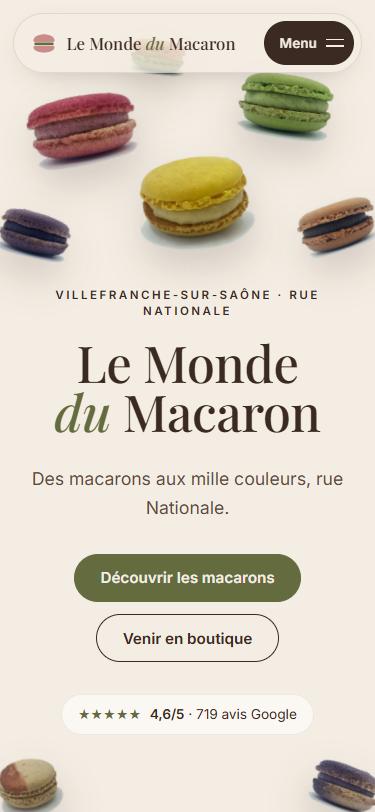 Le Monde du Macaron
Menu
VILLEFRANCHE-SUR-SAÔNE · RUE
NATIONALE
Le Monde
du Macaron
Des macarons aux mille couleurs, rue
Nationale.
Découvrir les macarons
Venir en boutique
★★★★★ 4,6/5 · 719 avis Google